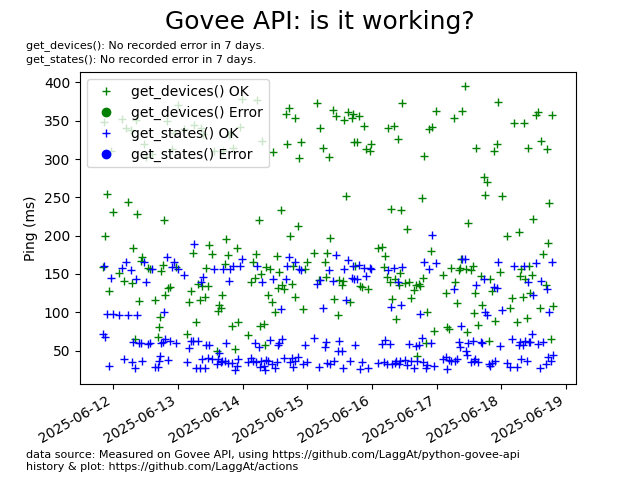 Govee API: is it working?
get_devices(): No recorded error in 7 days.
get_states(): No recorded error in 7 days.
get_devices() OK
get_devices() Error
get_states() OK
get_states() Error
Ping (ms)
400
350
300
250
200
150
100
50
2025-06-12
2025-06-13
2025-06-14
2025-06-15
2025-06-16
2025-06-17
2025-06-18
2025-06-19
data source: Measured on Govee API, using https://github.com/LaggAt/python-govee-api
history & plot: https://github.com/LaggAt/actions